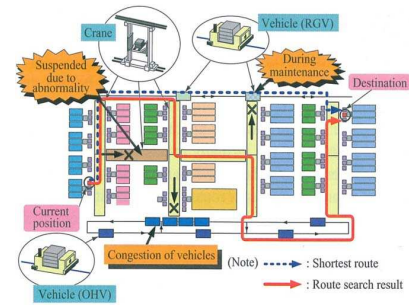 Crane
Vehicle (RGV)
Suspended
due to
abnormality
During
maintenance
Destination
Current
position
Congestion of vehicles
(Note)
: Shortest route
: Route search result
Vehicle (OHV)